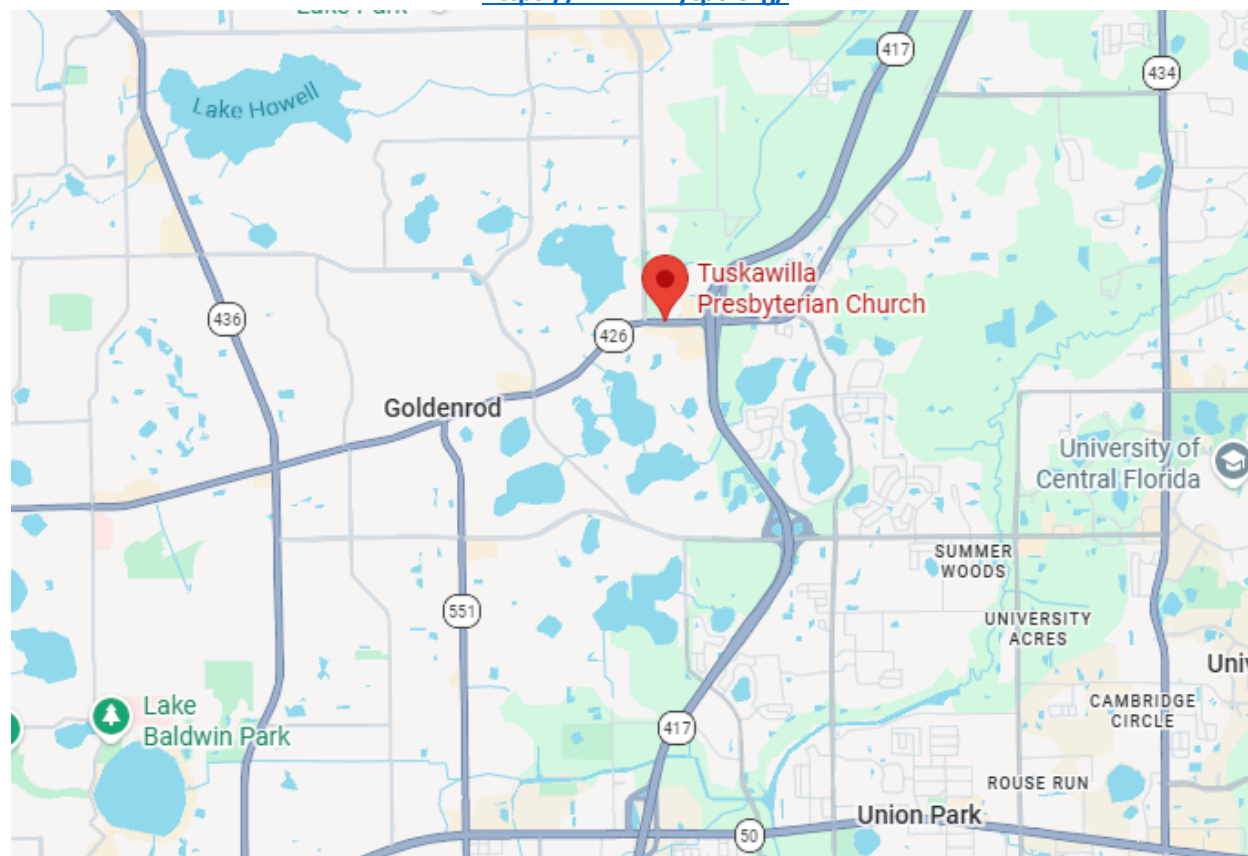 417
434
Lake Howell
Tuskawilla
Presbyterian Church
436
426
Goldenrod
University of
Central Florida
SUMMER
WOODS
551
UNIVERSITY
ACRES
Lake
Baldwin Park
CAMBRIDGE
CIRCLE
417
ROUSE RUN
Union Park
50